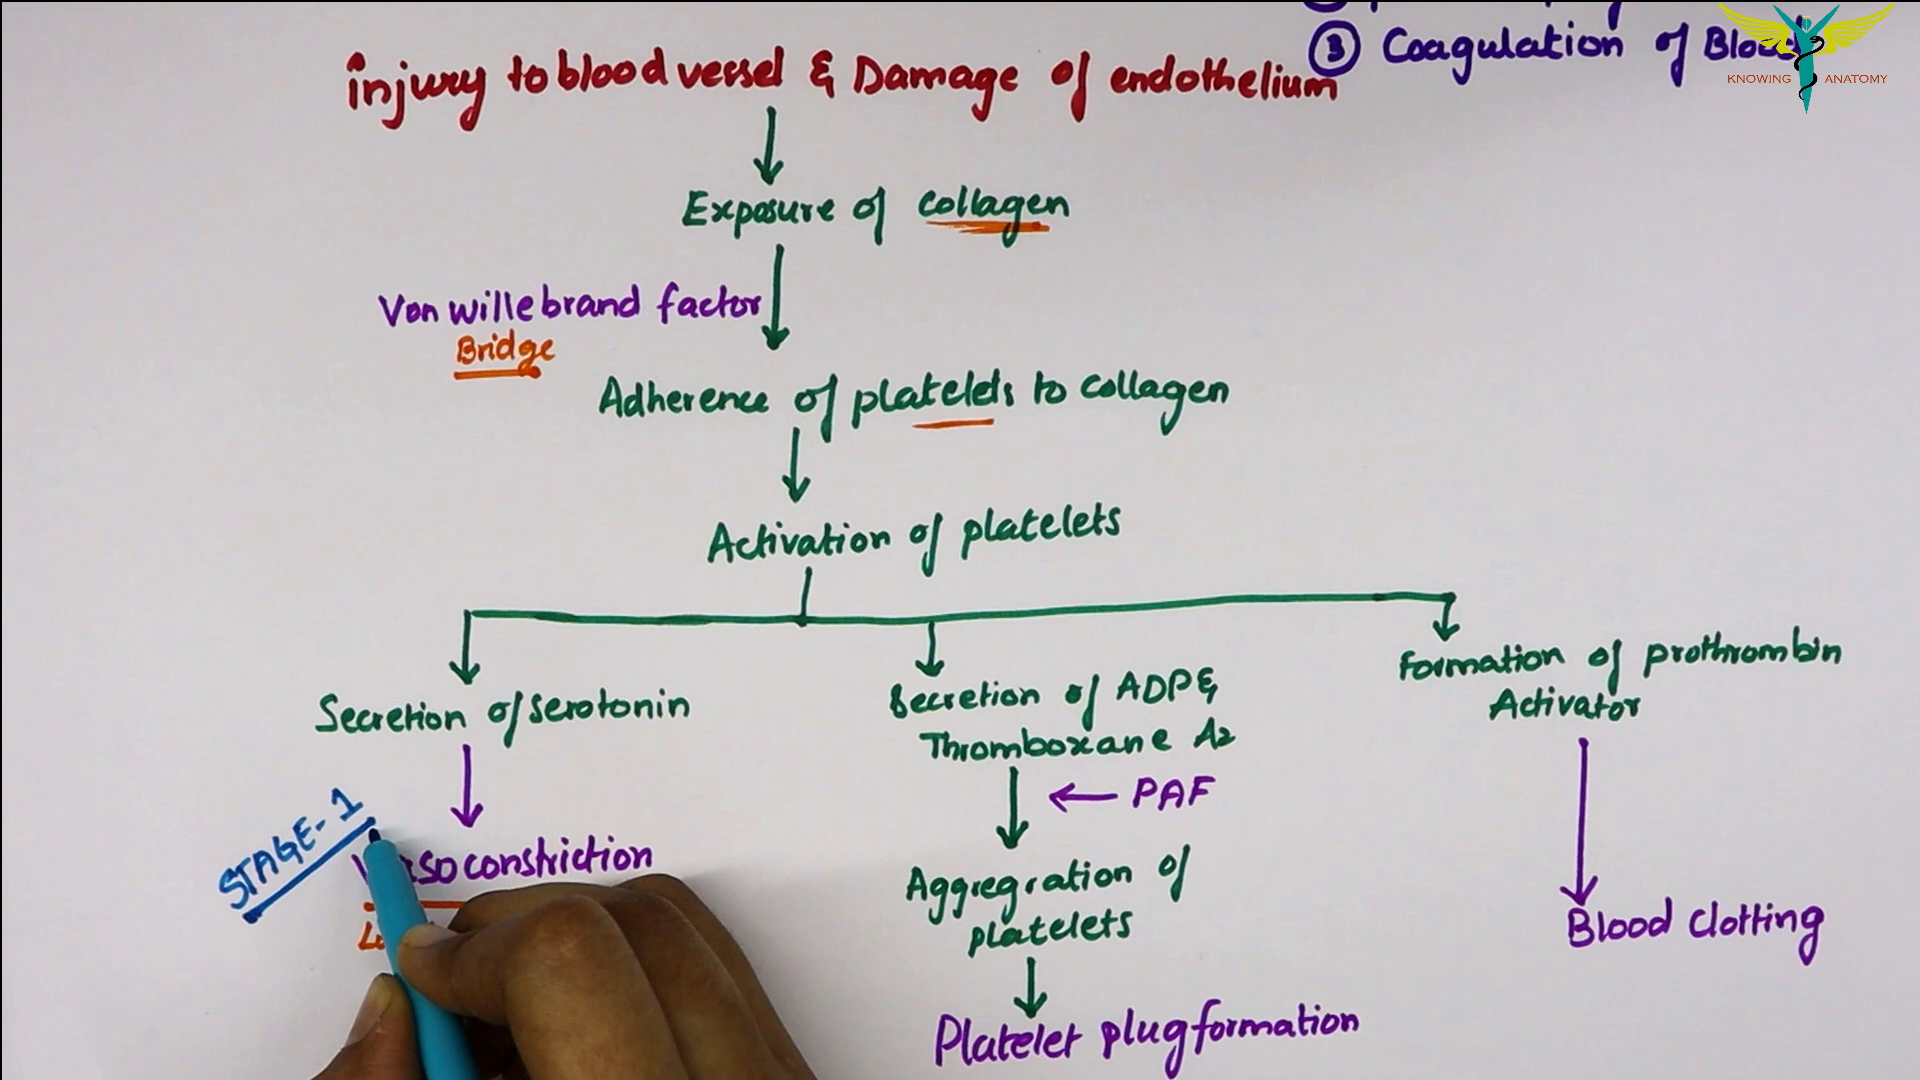 ③ Coagulation of Blood
KNOWING ANATOMY
injury to blood vessel & Damage of endothelium
Exposure of collagen
Von willebrand factor
Bridge
Adherence of platelets to collagen
Activation of platelets
Secretion of serotonin
Secretion of ADP &
Thromboxane A2
Formation of prothrombin
Activator
← PAF
STAGE-1
Vasoconstriction
Aggregration of
platelets
Blood clotting
Platelet plug formation